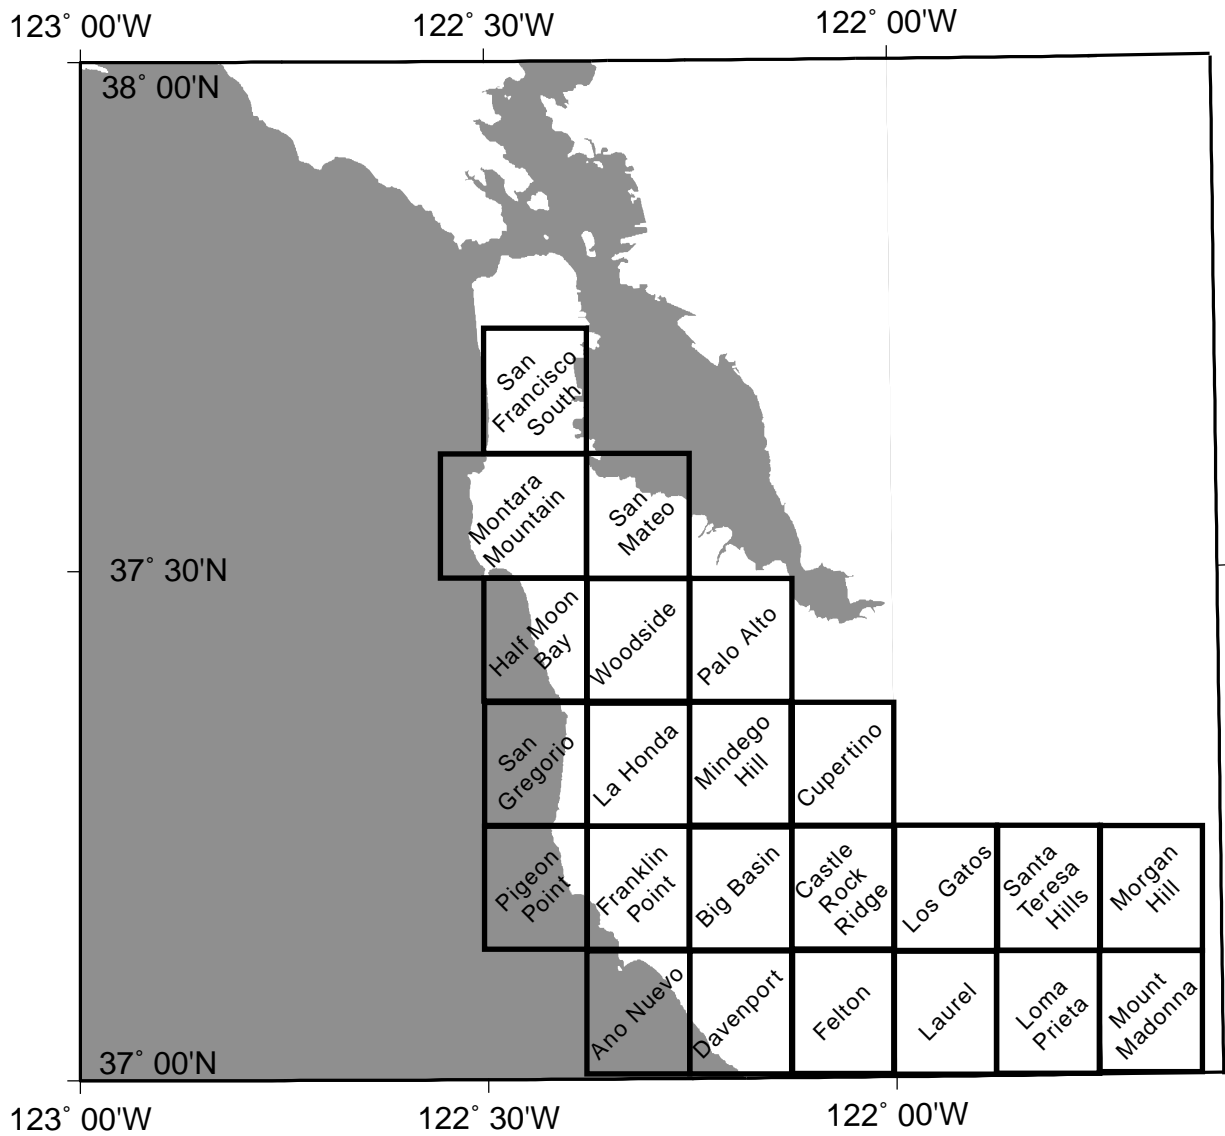 123° 00'W
122° 30'W
122° 00'W
38° 00'N
San
Francisco
South
Montara
Mountain
San
Mateo
37° 30'N
Half Moon
Bay
Woodside
Palo Alto
San
Gregorio
La Honda
Mindego
Hill
Cupertino
Pigeon
Point
Franklin
Point
Big Basin
Castle
Rock
Ridge
Los Gatos
Santa
Teresa
Hills
Morgan
Hill
Ano Nuevo
Davenport
Felton
Laurel
Loma
Prieta
Mount
Madonna
37° 00'N
123° 00'W
122° 30'W
122° 00'W